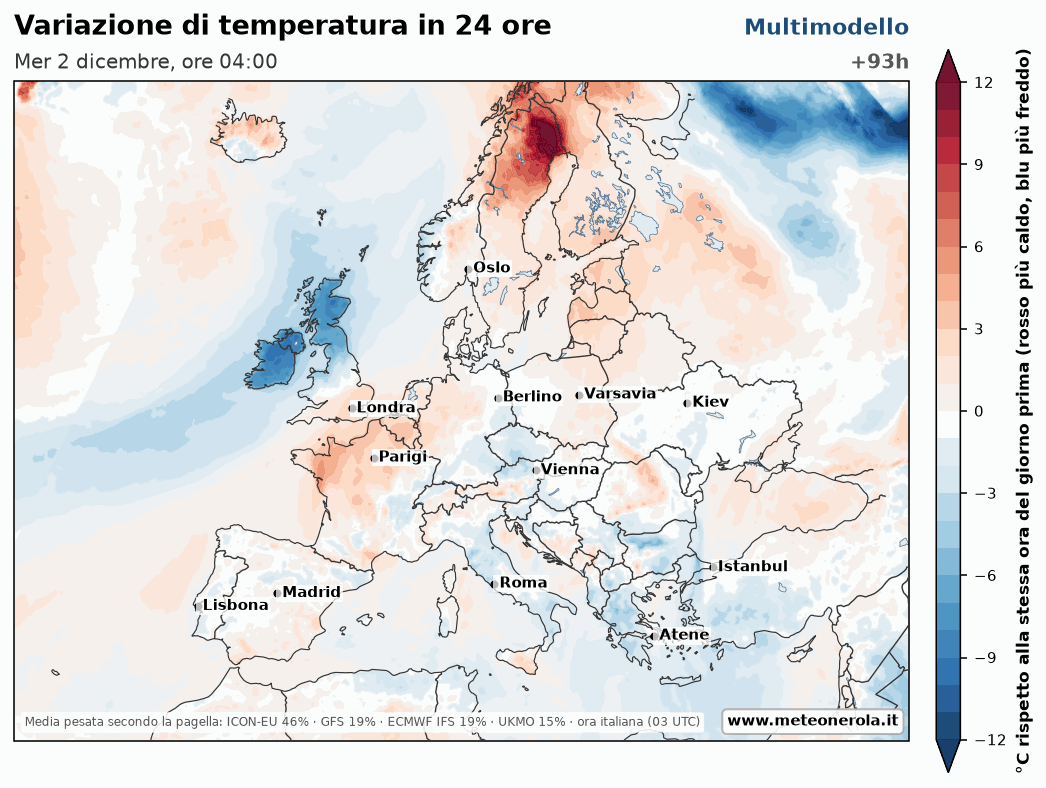 Variazione di temperatura in 24 ore
Multimodello
Mer 2 dicembre, ore 04:00
+93h
Oslo
Berlino
Varsavia
Kiev
Londra
Parigi
Vienna
Istanbul
Roma
Madrid
Lisbona
Atene
Media pesata secondo la pagella: ICON-EU 46% · GFS 19% · ECMWF IFS 19% · UKMO 15% · ora italiana (03 UTC)
www.meteonerola.it
12
9
6
3
0
−3
−6
−9
−12
°C rispetto alla stessa ora del giorno prima (rosso più caldo, blu più freddo)